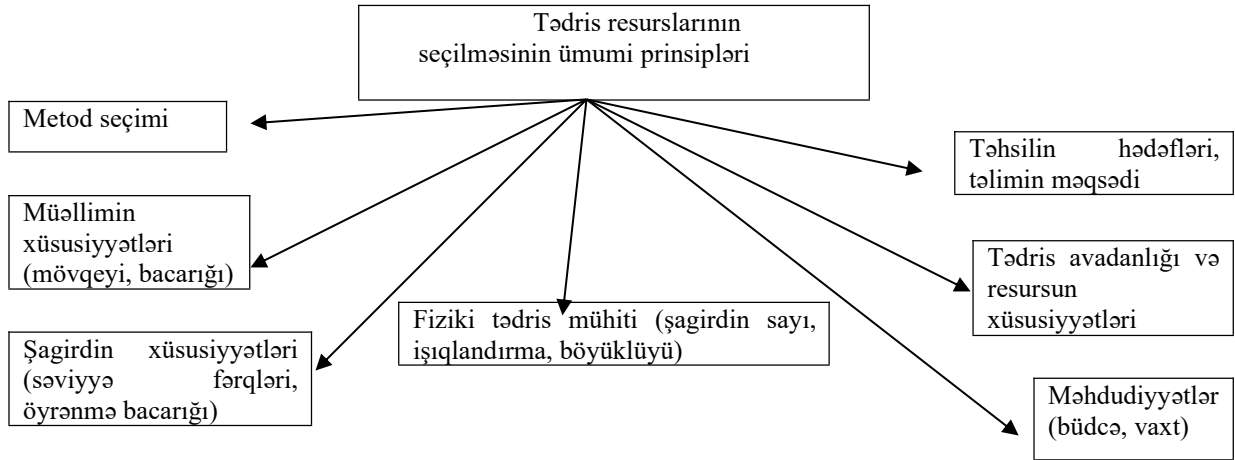 Tədris resurslarının
seçilməsinin ümumi prinsipləri
Metod seçimi
Təhsilin hədəfləri,
təlimin məqsədi
Müəllimin
xüsusiyyətləri
(mövqeyi, bacarığı)
Tədris avadanlığı və
resursun
xüsusiyyətləri
Fiziki tədris mühiti (şagirdin sayı,
işıqlandırma, böyüklüyü)
Şagirdin xüsusiyyətləri
(səviyyə fərqləri,
öyrənmə bacarığı)
Məhdudiyyətlər
(büdcə, vaxt)